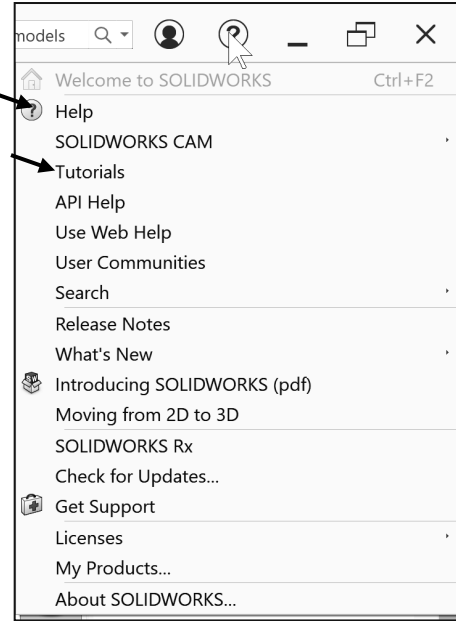 models
Welcome to SOLIDWORKS Ctrl+F2
Help
SOLIDWORKS CAM
Tutorials
API Help
Use Web Help
User Communities
Search
Release Notes
What's New
Introducing SOLIDWORKS (pdf)
Moving from 2D to 3D
SOLIDWORKS Rx
Check for Updates...
Get Support
Licenses
My Products...
About SOLIDWORKS...